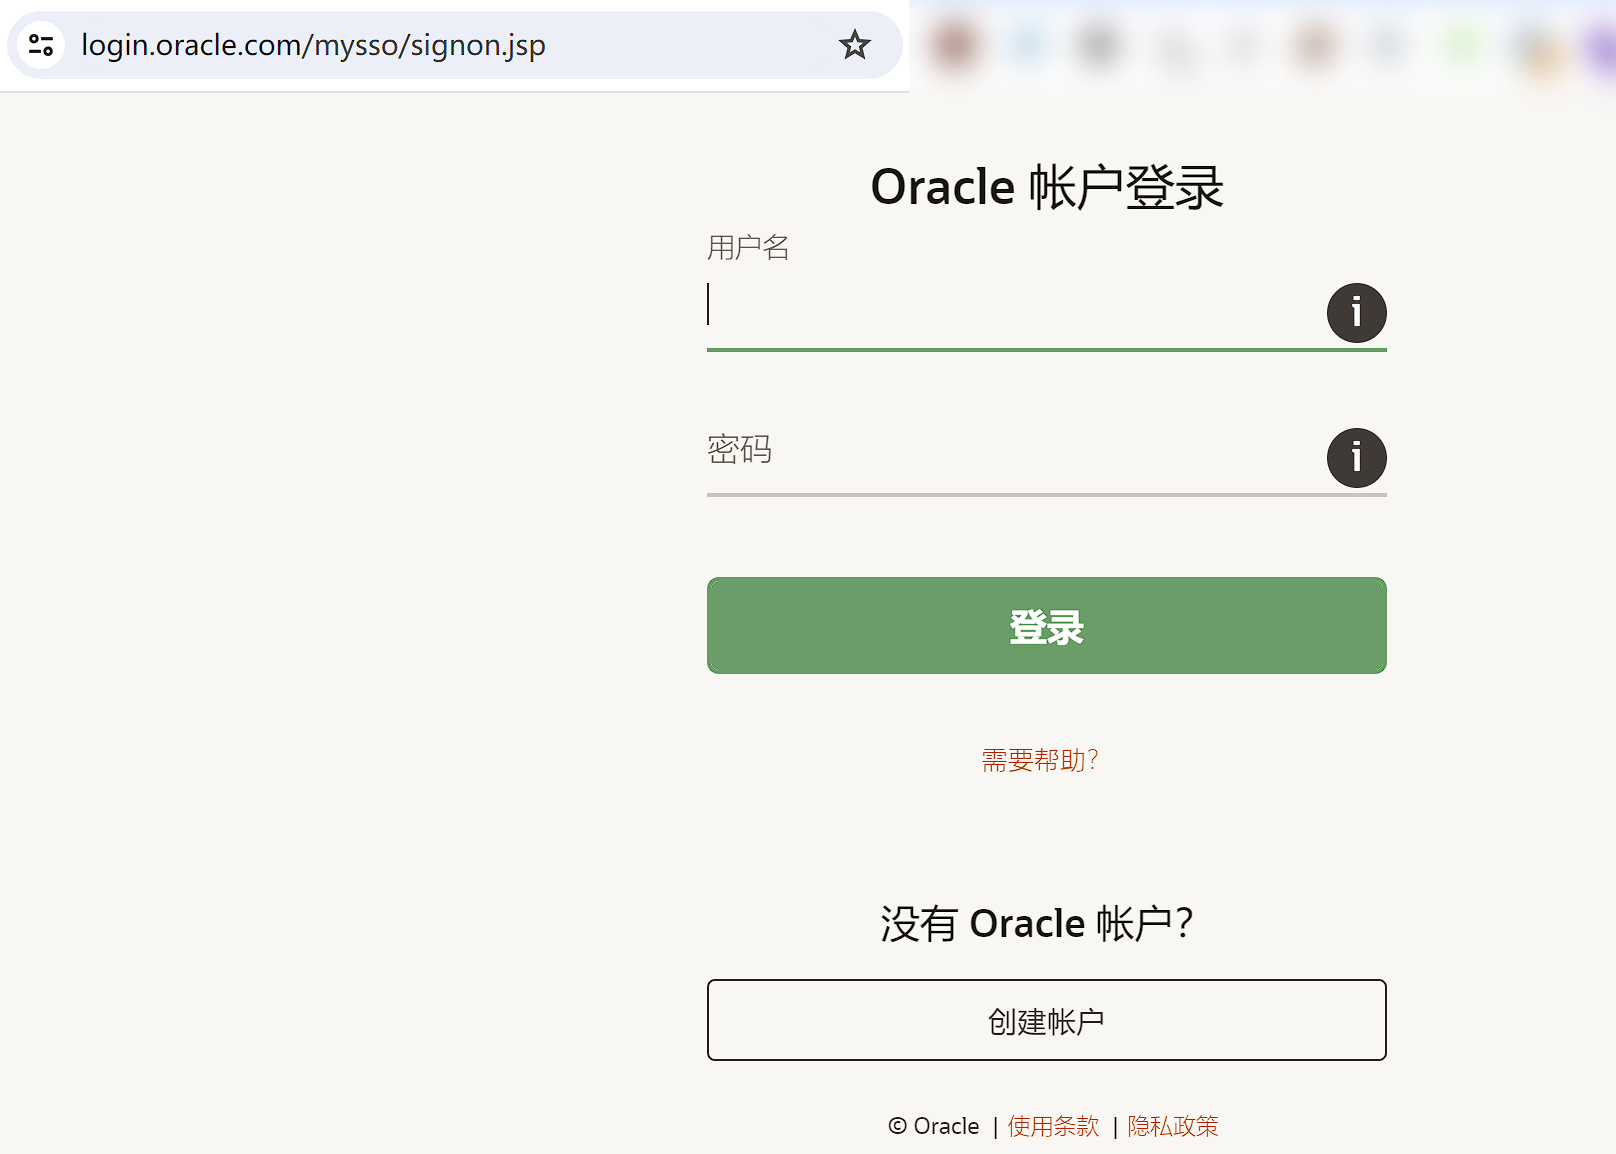 login.oracle.com/mysso/signon.jsp
Oracle 帐户登录
用户名
密码
登录
需要帮助?
没有 Oracle 帐户?
创建帐户
© Oracle | 使用条款 | 隐私政策